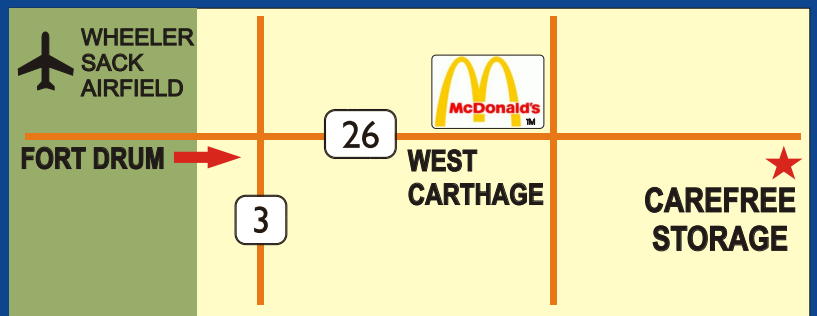 WHEELER
SACK
AIRFIELD
McDonald's
TM
26
FORT DRUM
WEST
CARTHAGE
3
CAREFREE
STORAGE